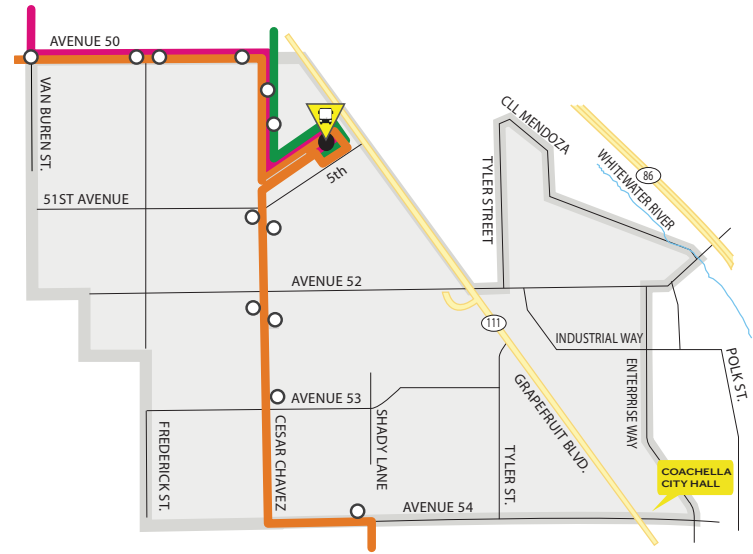 AVENUE 50
VAN BUREN ST.
CLL MENDOZA
WHITEWATER RIVER
86
TYLER STREET
5th
51ST AVENUE
AVENUE 52
111
INDUSTRIAL WAY
ENTERPRISE WAY
POLK ST.
GRAPEFRUIT BLVD.
AVENUE 53
FREDERICK ST.
CESAR CHAVEZ
SHADY LANE
TYLER ST.
COACHELLA
CITY HALL
AVENUE 54